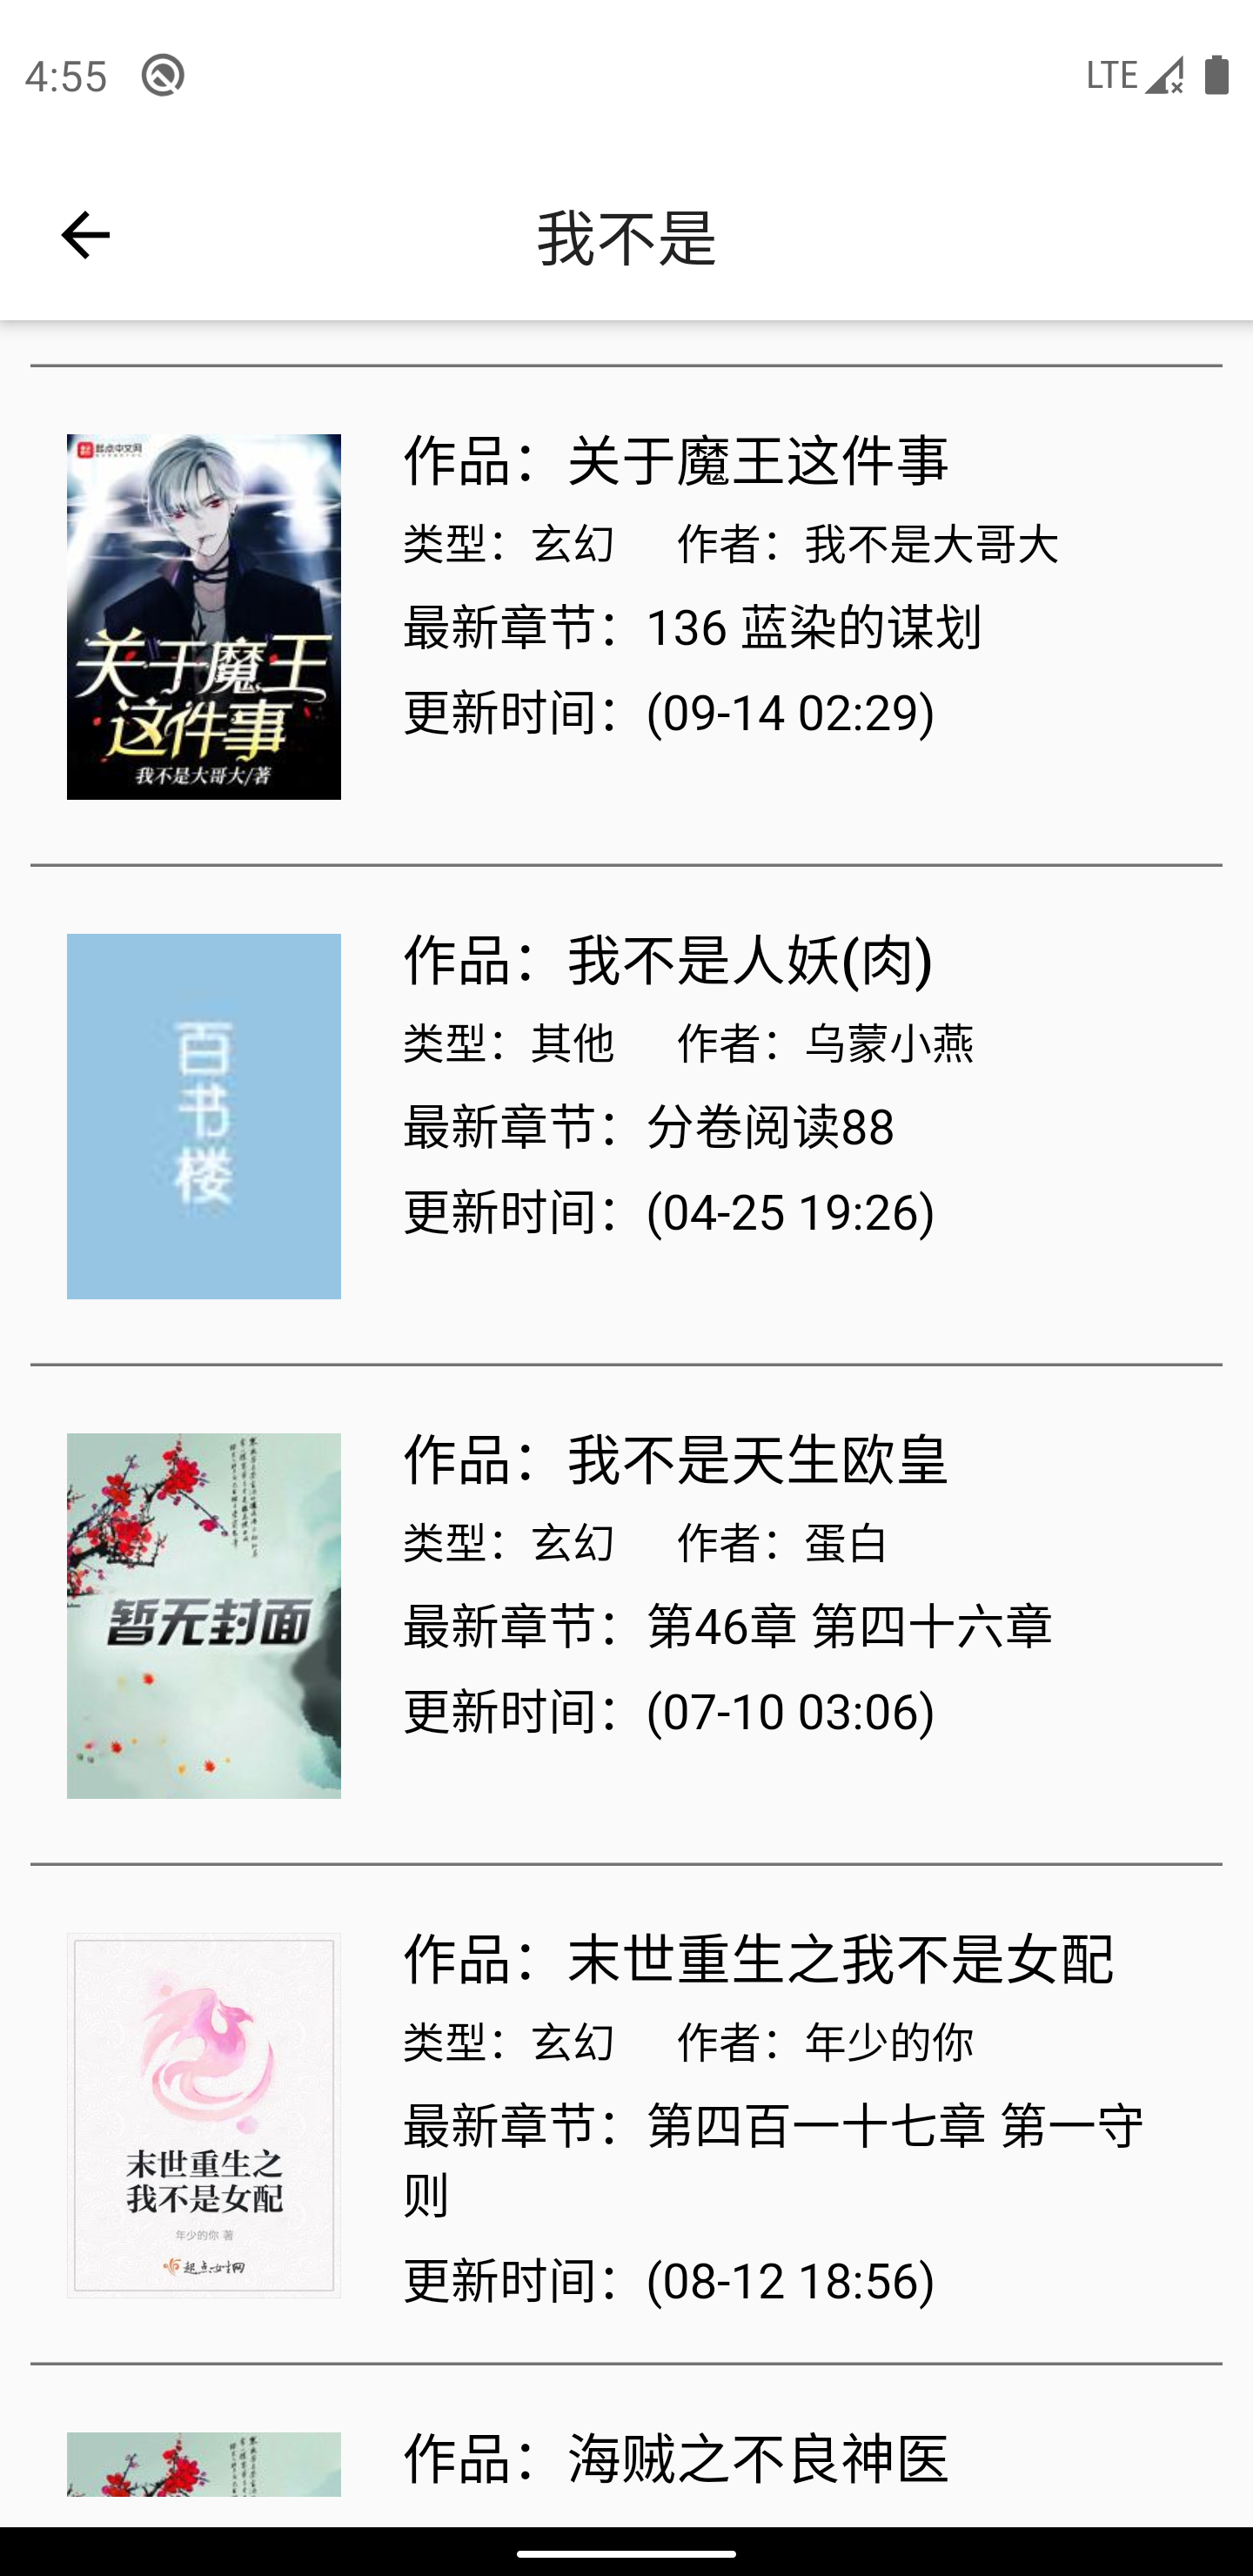 4:55
LTE
我不是
起点中文网
关于魔王
这件事
我不是大哥大/著
作品：关于魔王这件事
类型：玄幻 作者：我不是大哥大
最新章节：136 蓝染的谋划
更新时间：(09-14 02:29)
百
书
楼
作品：我不是人妖(肉)
类型：其他 作者：乌蒙小燕
最新章节：分卷阅读88
更新时间：(04-25 19:26)
暂无封面
作品：我不是天生欧皇
类型：玄幻 作者：蛋白
最新章节：第46章 第四十六章
更新时间：(07-10 03:06)
末世重生之
我不是女配
年少的你 著
起点女生网
作品：末世重生之我不是女配
类型：玄幻 作者：年少的你
最新章节：第四百一十七章 第一守
则
更新时间：(08-12 18:56)
作品：海贼之不良神医